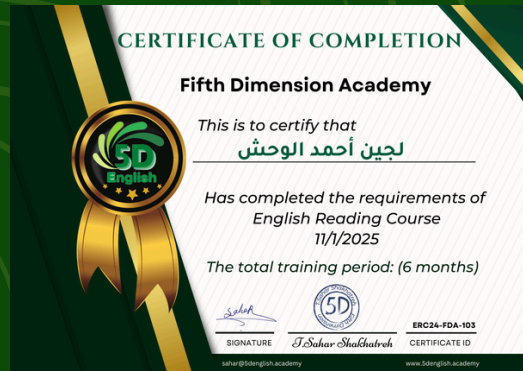 CERTIFICATE OF COMPLETION
Fifth Dimension Academy
This is to certify that
لجين أحمد الوحش
5D
English
Has completed the requirements of
English Reading Course
11/1/2025
The total training period: (6 months)
Sahar
5D
ERC24-FDA-103
SIGNATURE
T.Sahar Shakhatreh
CERTIFICATE ID
sahar@5denglish.academy
www.5denglish.academy